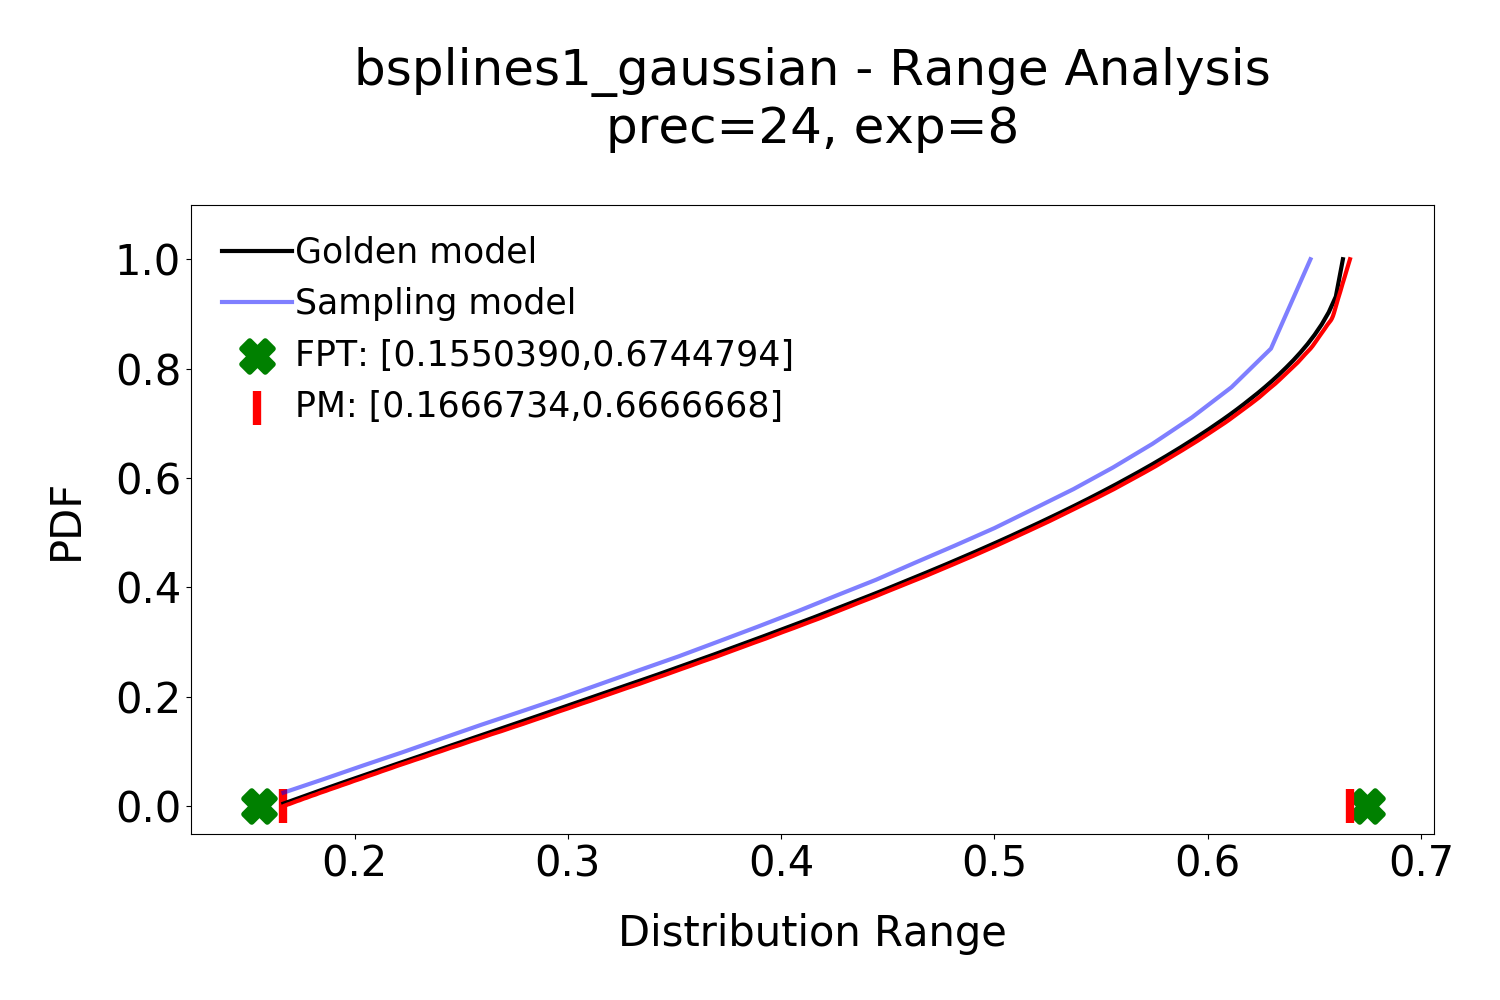 bsplines1_gaussian - Range Analysis
prec=24, exp=8
Golden model
Sampling model
FPT: [0.1550390,0.6744794]
PM: [0.1666734,0.6666668]
PDF
1.0
0.8
0.6
0.4
0.2
0.0
0.2
0.3
0.4
0.5
0.6
0.7
Distribution Range